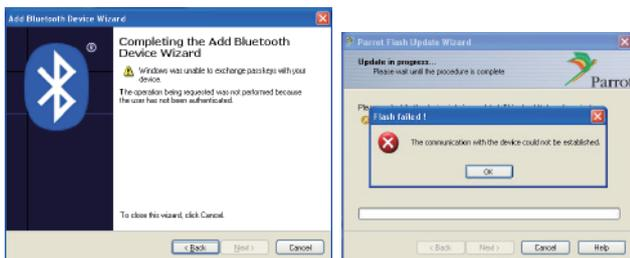 Add Bluetooth Device Wizard
®
Completing the Add Bluetooth
Device Wizard
Windows was unable to exchange passkeys with your
device.
The operation being requested was not performed because
the user has not been authenticated.
To close this wizard, click Cancel.
< Back
Next >
Cancel
Parrot Flash Update Wizard
Update in progress...
Please wait until the procedure is complete
Parrot
Flash failed !
The communication with the device could not be established.
OK
< Back
Next >
Cancel
Help